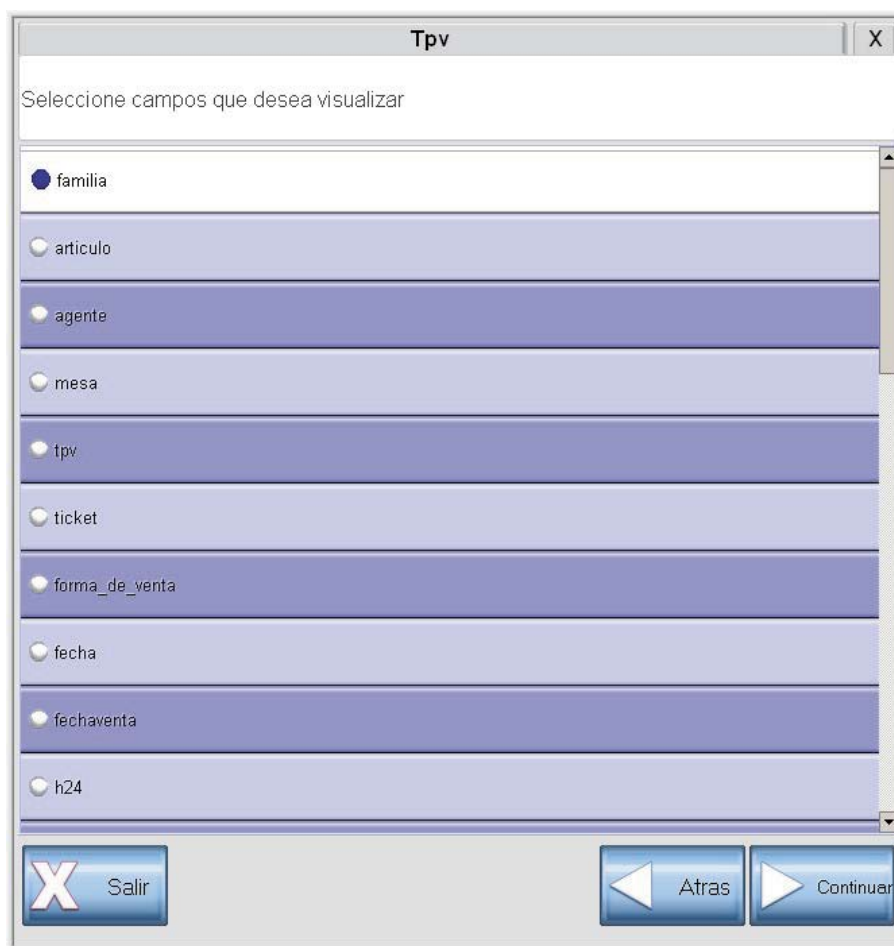 Tpv
X
Seleccione campos que desea visualizar
familia
articulo
agente
mesa
tpv
ticket
forma_de_venta
fecha
fechaventa
h24
X Salir
Atras
Continuar